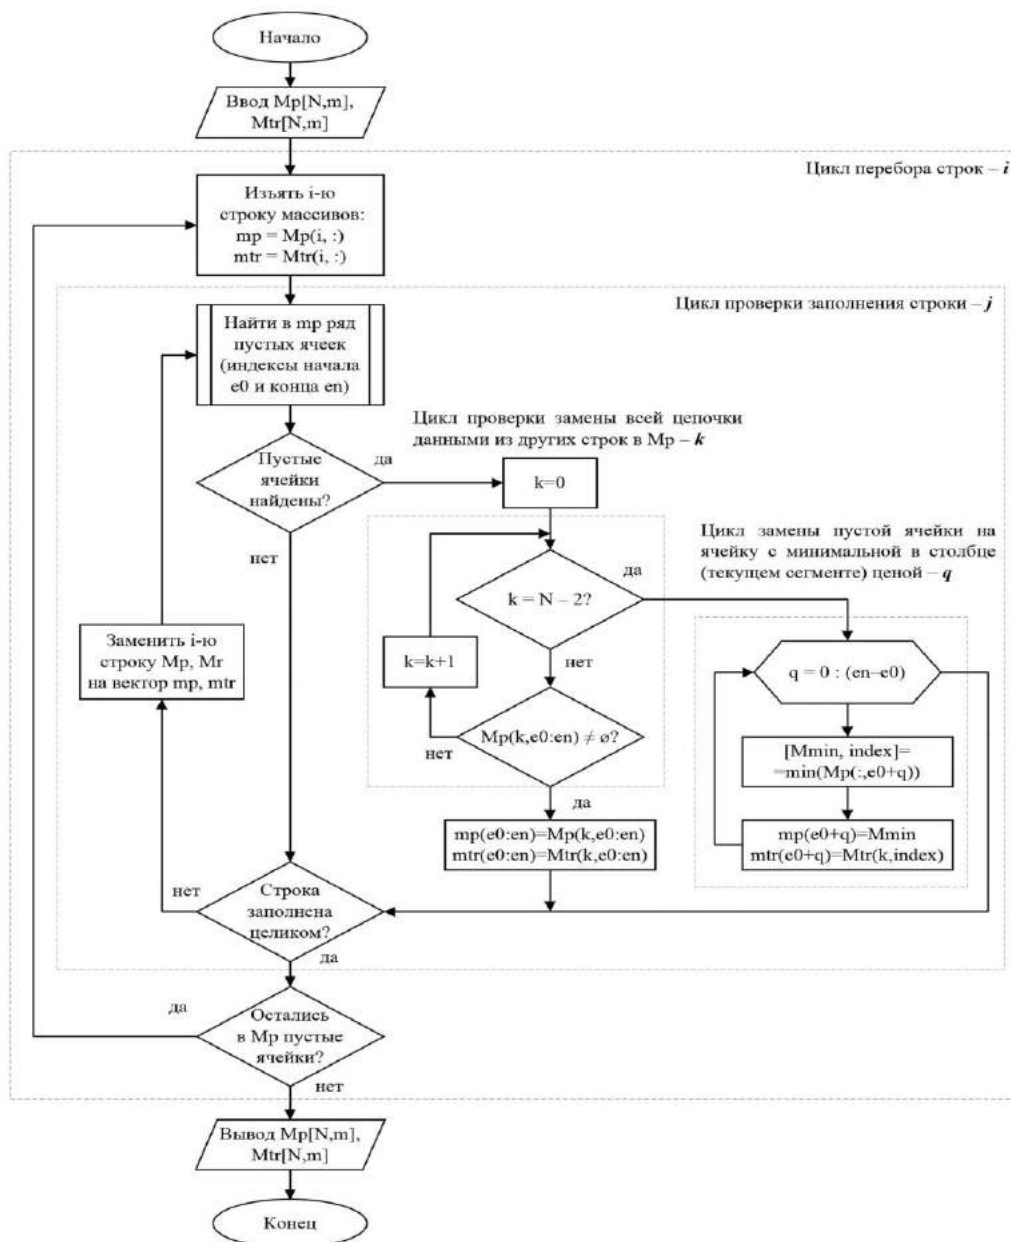 Начало
Ввод Mp[N,m],
Mtr[N,m]
Цикл перебора строк – i
Изъять i-ю
строку массивов:
mp = Mp(i, :)
mtr = Mtr(i, :)
Цикл проверки заполнения строки – j
Найти в mp ряд
пустых ячеек
(индексы начала
e0 и конца en)
Цикл проверки замены всей цепочки
данными из других строк в Mp – k
Пустые
ячейки
найдены?
да
нет
k=0
Цикл замены пустой ячейки на
ячейку с минимальной в столбце
(текущем сегменте) ценой – q
k = N – 2?
да
нет
k=k+1
Заменить i-ю
строку Mp, Mr
на вектор mp, mtr
q = 0 : (en–e0)
Mp(k,e0:en) ≠ ø?
нет
да
[Mmin, index]=
=min(Mp(:,e0+q))
mp(e0:en)=Mp(k,e0:en)
mtr(e0:en)=Mtr(k,e0:en)
mp(e0+q)=Mmin
mtr(e0+q)=Mtr(k,index)
Строка
заполнена
целиком?
нет
да
Остались
в Mp пустые
ячейки?
да
нет
Вывод Mp[N,m],
Mtr[N,m]
Конец